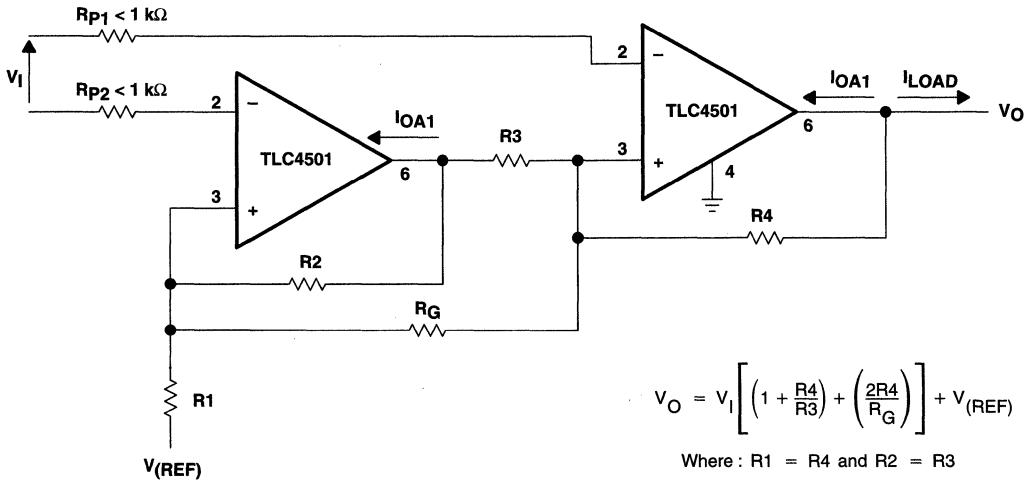 RP1 < 1 kΩ
VI
RP2 < 1 kΩ
2
−
TLC4501
3
+
6
IOA1
R3
2
−
TLC4501
3
+
4
6
IOA1
ILOAD
VO
R4
R2
RG
R1
V(REF)
VO = VI[(1 + R4/R3) + (2R4/RG)] + V(REF)
Where : R1 = R4 and R2 = R3